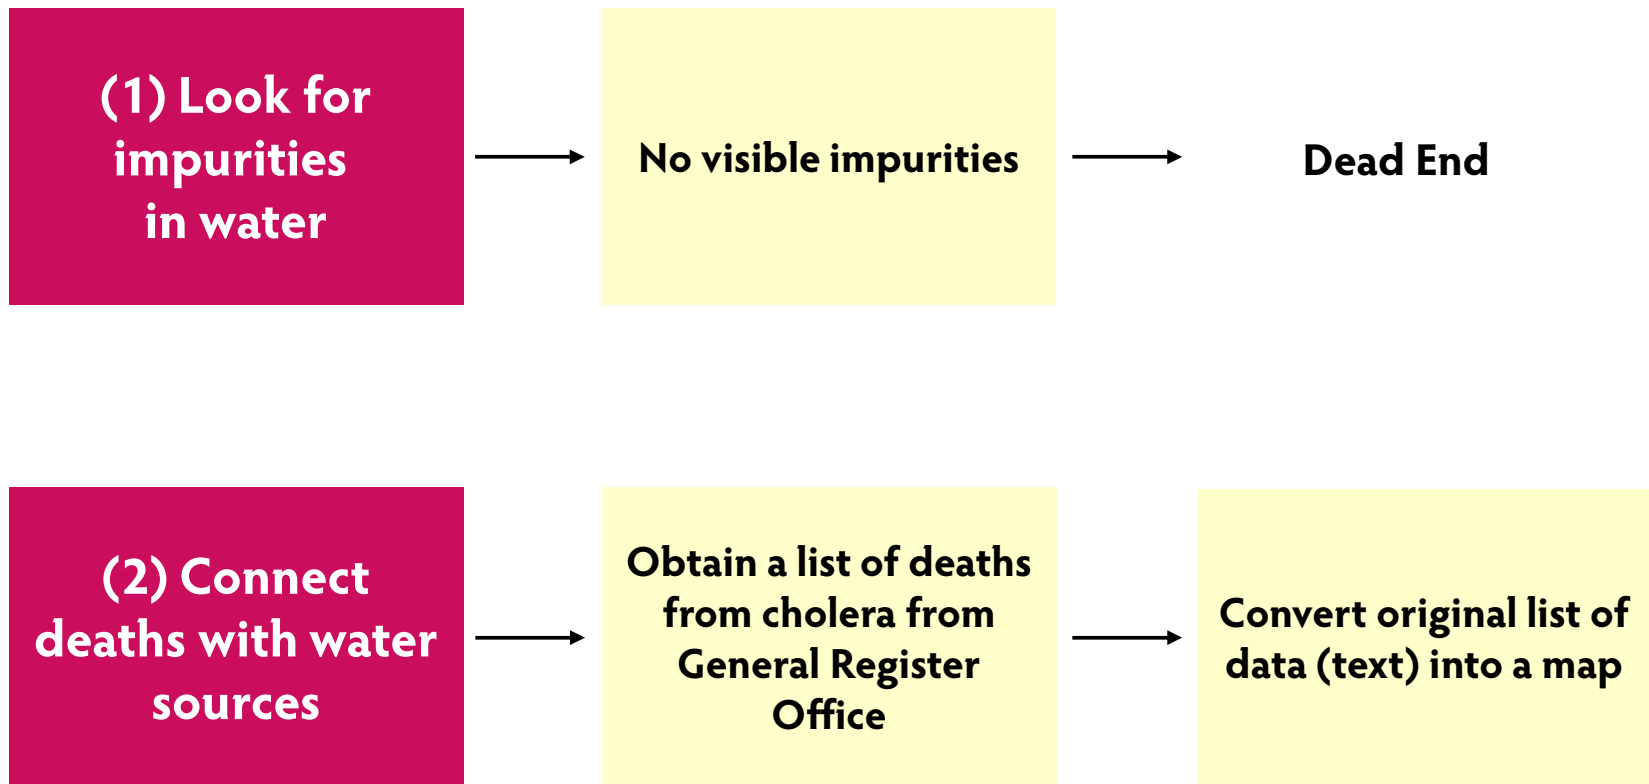 (1) Look for
impurities
in water
No visible impurities
Dead End
(2) Connect
deaths with water
sources
Obtain a list of deaths
from cholera from
General Register
Office
Convert original list of
data (text) into a map